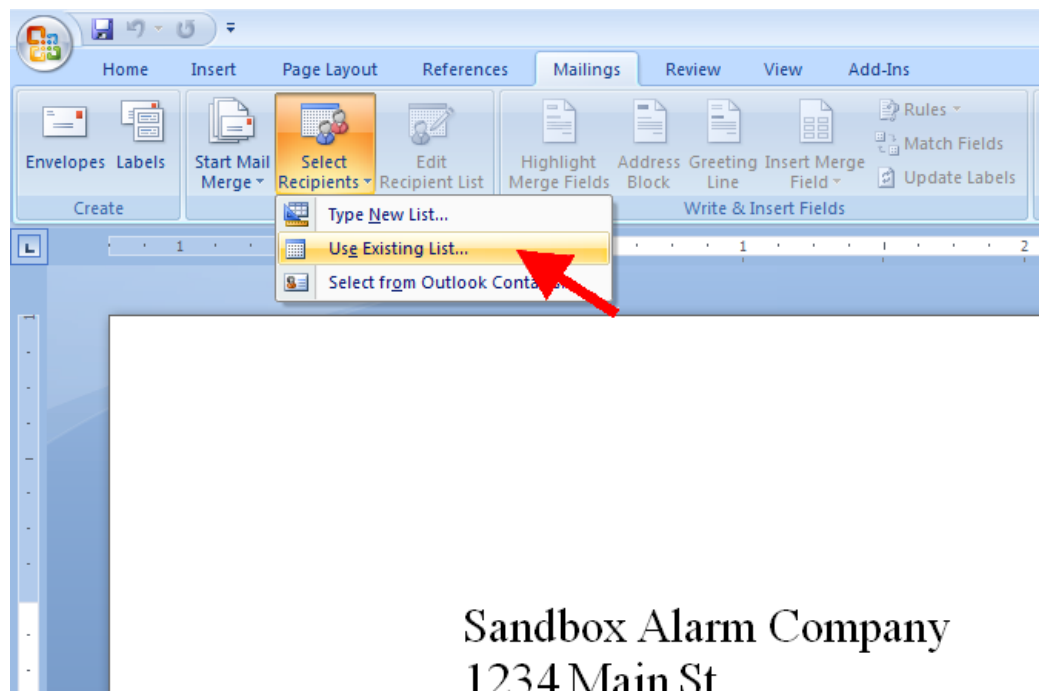 Home Insert Page Layout References Mailings Review View Add-Ins
Envelopes Labels
Start Mail Merge
Select Recipients
Edit Recipient List
Highlight Merge Fields
Address Block
Greeting Line
Insert Merge Field
Rules
Match Fields
Update Labels
Create
Write & Insert Fields
Type New List...
Use Existing List...
Select from Outlook
L
1 1 2
1
Sandbox Alarm Company
1234 Main St